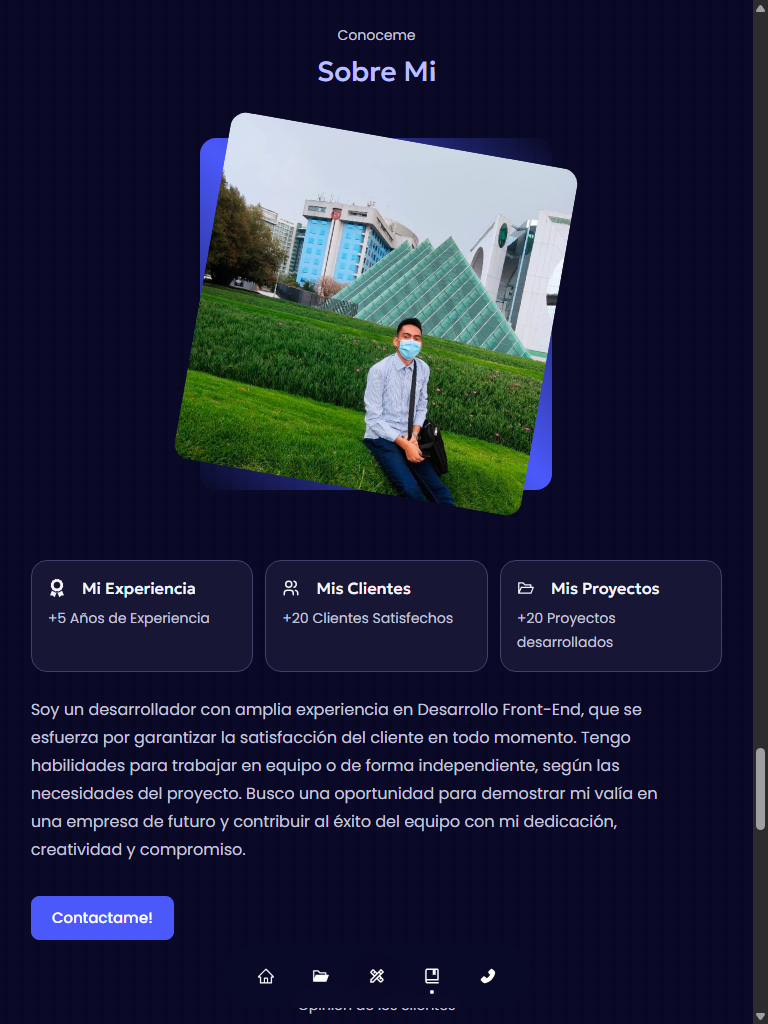 Conoceme
Sobre Mi
Mi Experiencia
+5 Años de Experiencia
Mis Clientes
+20 Clientes Satisfechos
Mis Proyectos
+20 Proyectos
desarrollados
Soy un desarrollador con amplia experiencia en Desarrollo Front-End, que se
esfuerza por garantizar la satisfacción del cliente en todo momento. Tengo
habilidades para trabajar en equipo o de forma independiente, según las
necesidades del proyecto. Busco una oportunidad para demostrar mi valía en
una empresa de futuro y contribuir al éxito del equipo con mi dedicación,
creatividad y compromiso.
Contactame!
Opinión de los clientes